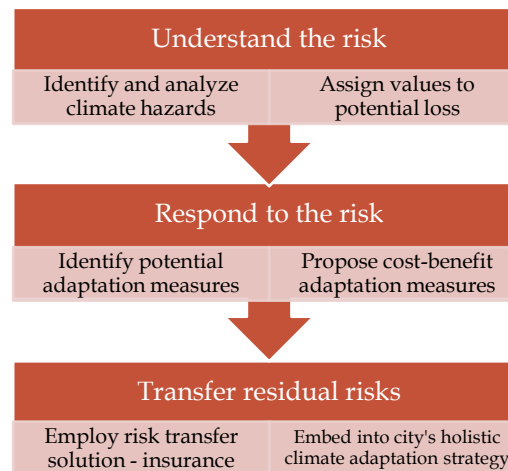 Understand the risk
Identify and analyze
climate hazards
Assign values to
potential loss
Respond to the risk
Identify potential
adaptation measures
Propose cost-benefit
adaptation measures
Transfer residual risks
Employ risk transfer
solution - insurance
Embed into city's holistic
climate adaptation strategy